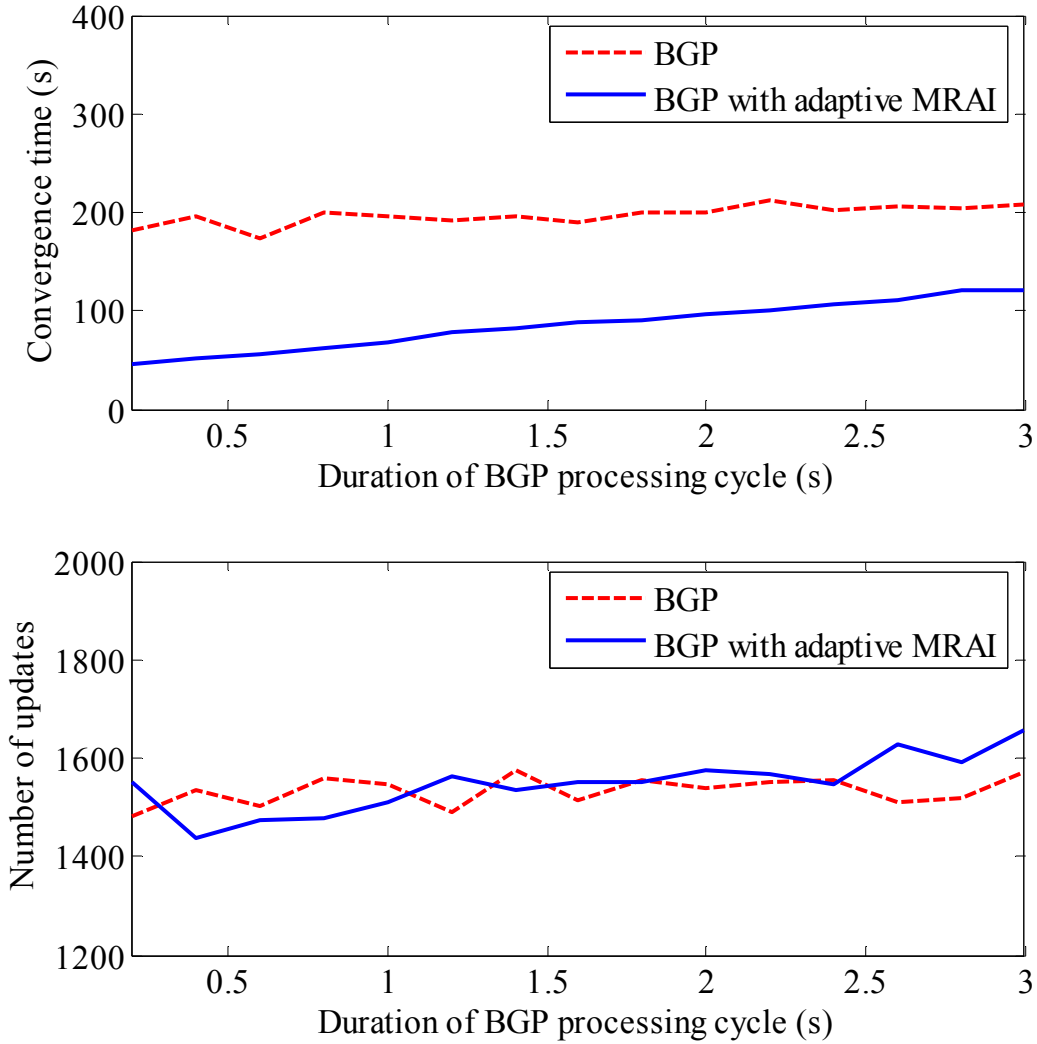 400
300
200
100
0
Convergence time (s)
BGP
BGP with adaptive MRAI
0.5
1
1.5
2
2.5
3
Duration of BGP processing cycle (s)
2000
1800
1600
1400
1200
Number of updates
BGP
BGP with adaptive MRAI
0.5
1
1.5
2
2.5
3
Duration of BGP processing cycle (s)